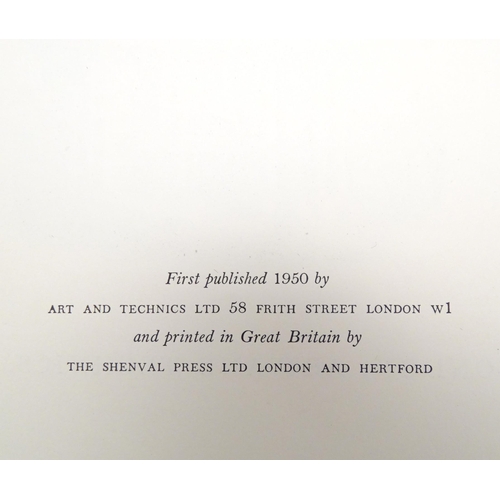 First published 1950 by
ART AND TECHNICS LTD 58 FRITH STREET LONDON W1
and printed in Great Britain by
THE SHENVAL PRESS LTD LONDON AND HERTFORD